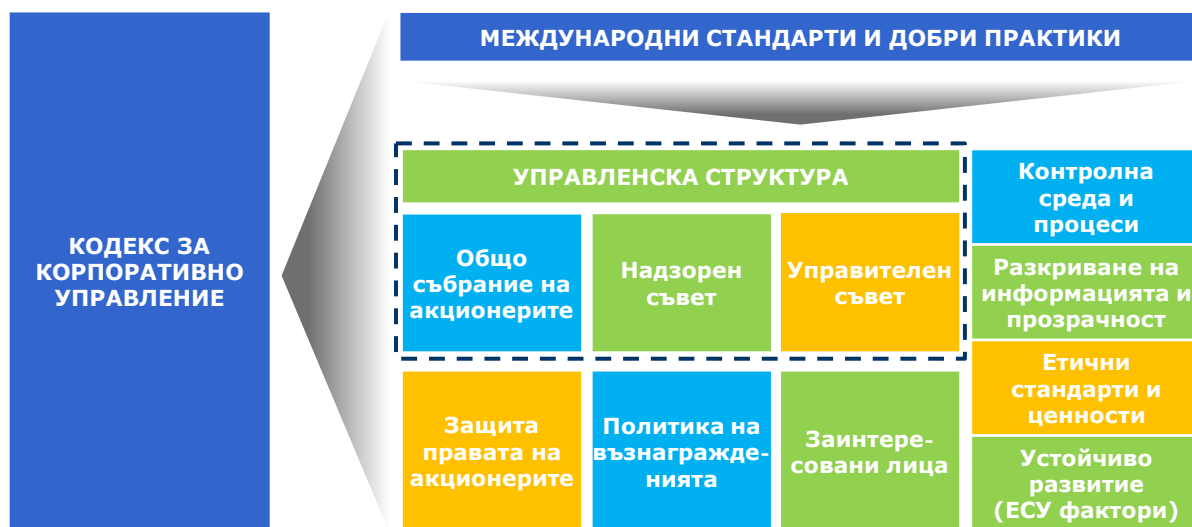 КОДЕКС ЗА
КОРПОРАТИВНО
УПРАВЛЕНИЕ
МЕЖДУНАРОДНИ СТАНДАРТИ И ДОБРИ ПРАКТИКИ
УПРАВЛЕНСКА СТРУКТУРА
Общо
събрание на
акционерите
Надзорен
съвет
Управителен
съвет
Защита
правата на
акционерите
Политика на
възнагражде-
нията
Заинтере-
совани лица
Контролна
среда и
процеси
Разкриване на
информацията и
прозрачност
Етични
стандарти и
ценности
Устойчиво
развитие
(ЕСУ фактори)